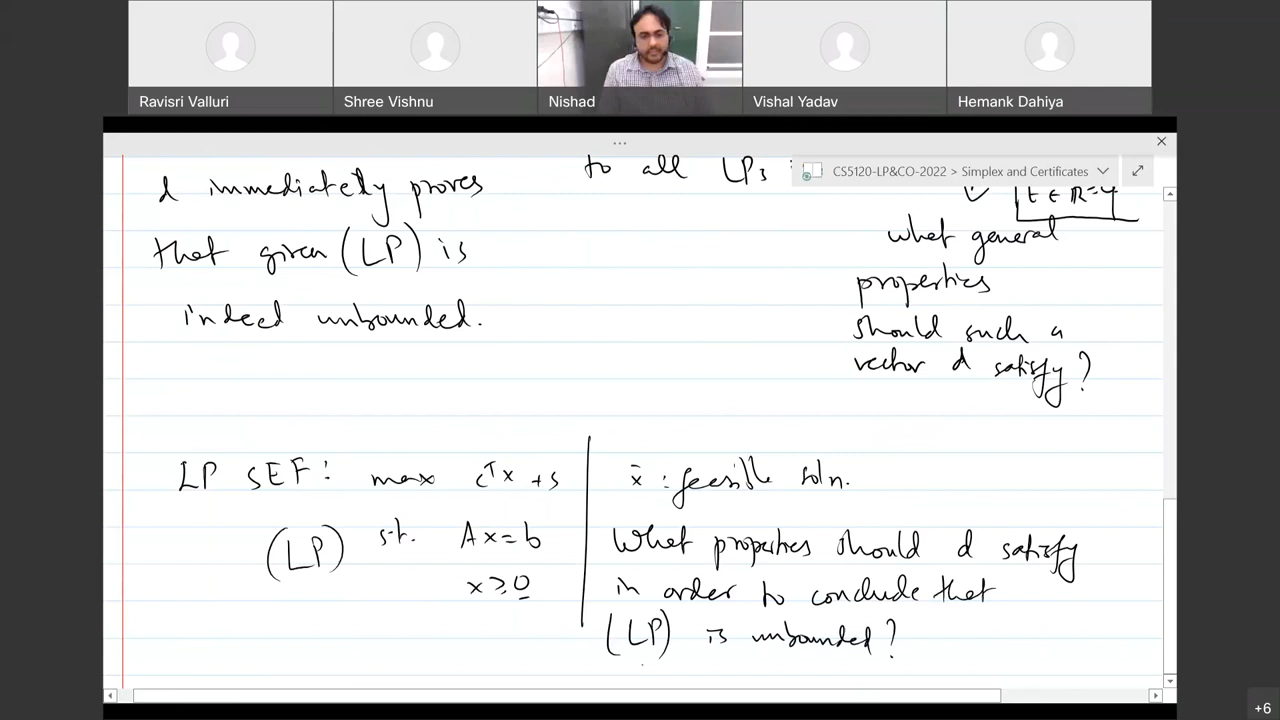 Ravisri Valluri
Shree Vishnu
Nishad
Vishal Yadav
Hemank Dahiya
CS5120-LP&CO-2022 > Simplex and Certificates
d immediately proves
that given (LP) is
indeed unbounded.
to all LPs :
t ∈ ℝ≥0
what general
properties
should such a
vector d satisfy?
LP SEF: max cᵀx + s
(LP) s.t. Ax = b
x ≥ 0
x̄ : feasible soln.
What properties should d satisfy
in order to conclude that
(LP) is unbounded?
+6